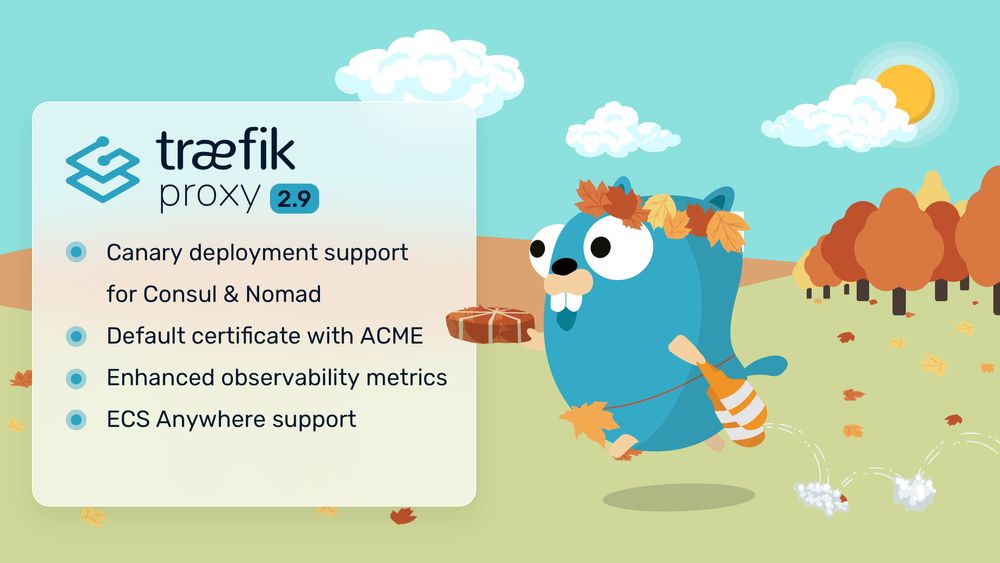 træfik
proxy 2.9
Canary deployment support
for Consul & Nomad
Default certificate with ACME
Enhanced observability metrics
ECS Anywhere support